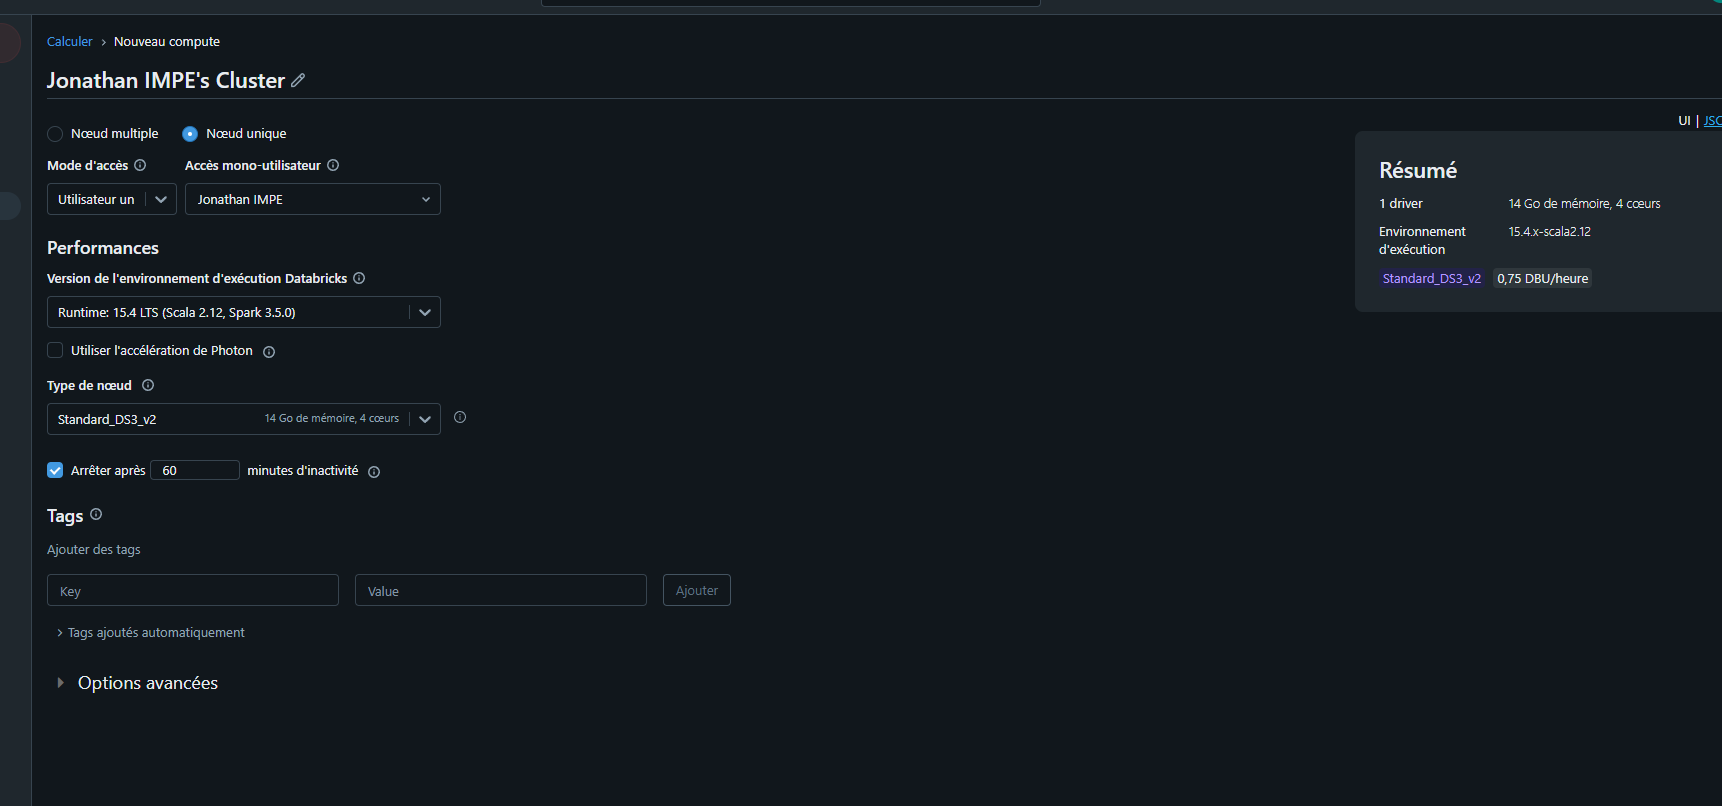 Calculer › Nouveau compute
Jonathan IMPE's Cluster
UI | JSC
Nœud multiple Nœud unique
Mode d'accès Accès mono-utilisateur
Utilisateur un Jonathan IMPE
Performances
Version de l'environnement d'exécution Databricks
Runtime: 15.4 LTS (Scala 2.12, Spark 3.5.0)
Utiliser l'accélération de Photon
Type de nœud
Standard_DS3_v2 14 Go de mémoire, 4 cœurs
Arrêter après 60 minutes d'inactivité
Tags
Ajouter des tags
Key Value Ajouter
Tags ajoutés automatiquement
Options avancées
Résumé
1 driver 14 Go de mémoire, 4 cœurs
Environnement d'exécution 15.4.x-scala2.12
Standard_DS3_v2 0,75 DBU/heure